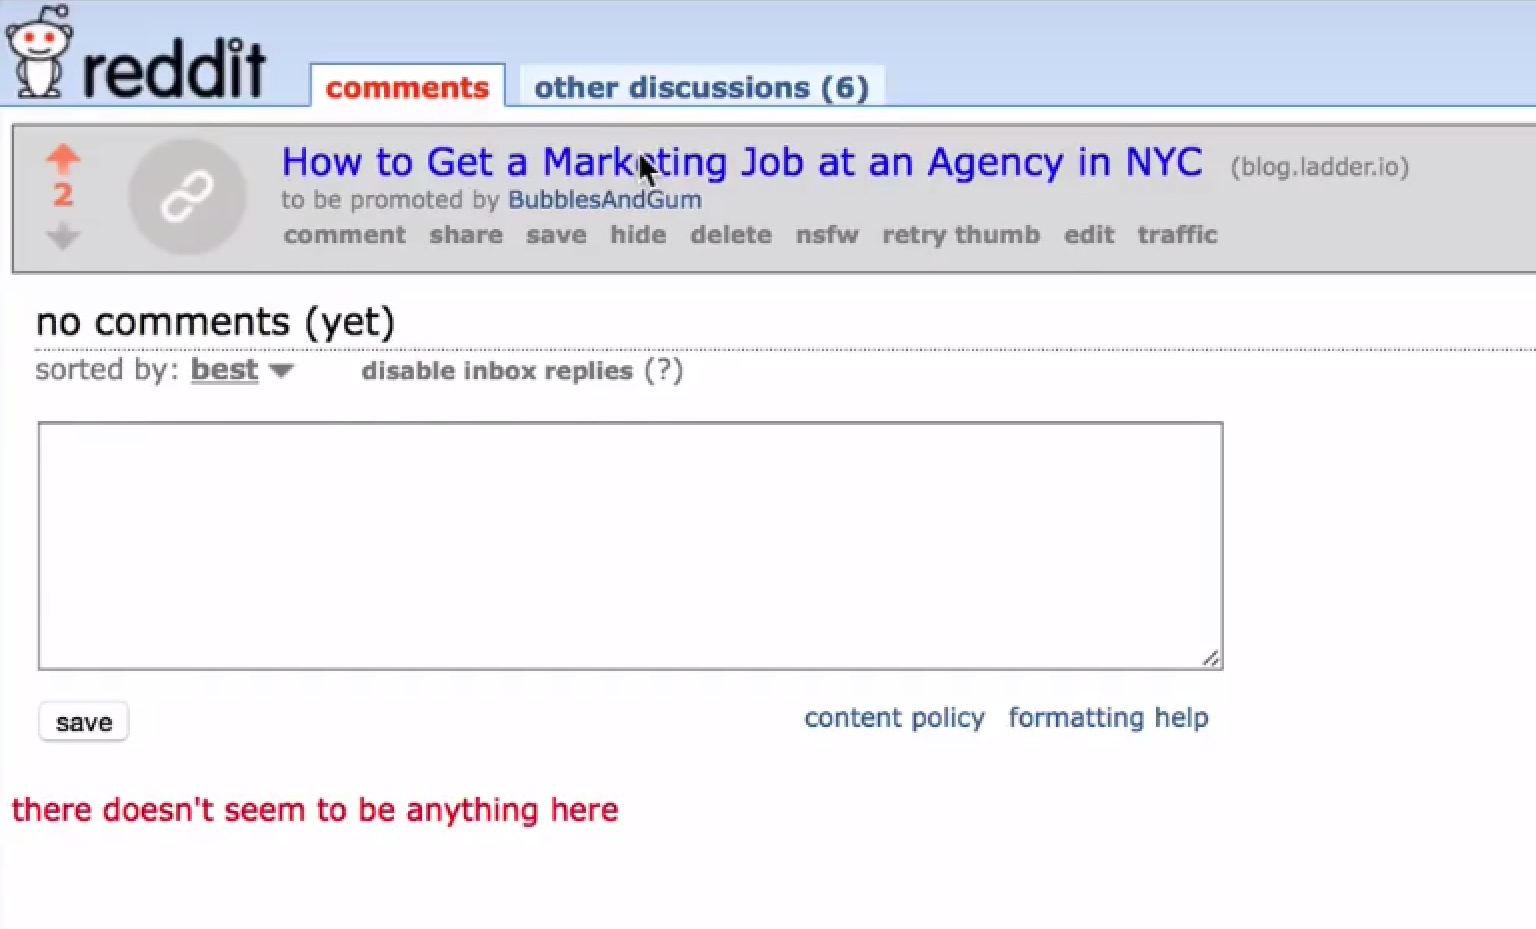 reddit
comments other discussions (6)
2
How to Get a Marketing Job at an Agency in NYC (blog.ladder.io)
to be promoted by BubblesAndGum
comment share save hide delete nsfw retry thumb edit traffic
no comments (yet)
sorted by: best disable inbox replies (?)
save content policy formatting help
there doesn't seem to be anything here